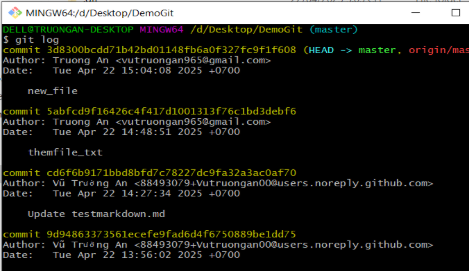 MINGW64:/d/Desktop/DemoGit
DELL@TRUONGAN-DESKTOP MINGW64 /d/Desktop/DemoGit (master)
$ git log
commit 3d8300bcdd71b42bd01148fb6a0f327fc9f1f608 (HEAD -> master, origin/mas
Author: Truong An <vutruongan965@gmail.com>
Date:   Tue Apr 22 15:04:08 2025 +0700
new_file
commit 5abfcd9f16426c4f417d1001313f76c1bd3debf6
Author: Truong An <vutruongan965@gmail.com>
Date:   Tue Apr 22 14:48:51 2025 +0700
themfile_txt
commit cd6f6b9171bbd8bfd7c78227dc9fa32a3ac0af70
Author: Vũ Trường An <88493079+Vutruongan00@users.noreply.github.com>
Date:   Tue Apr 22 14:27:34 2025 +0700
Update testmarkdown.md
commit 9d94863373561ecefe9fad6d4f6750889be1dd75
Author: Vũ Trường An <88493079+Vutruongan00@users.noreply.github.com>
Date:   Tue Apr 22 13:56:02 2025 +0700